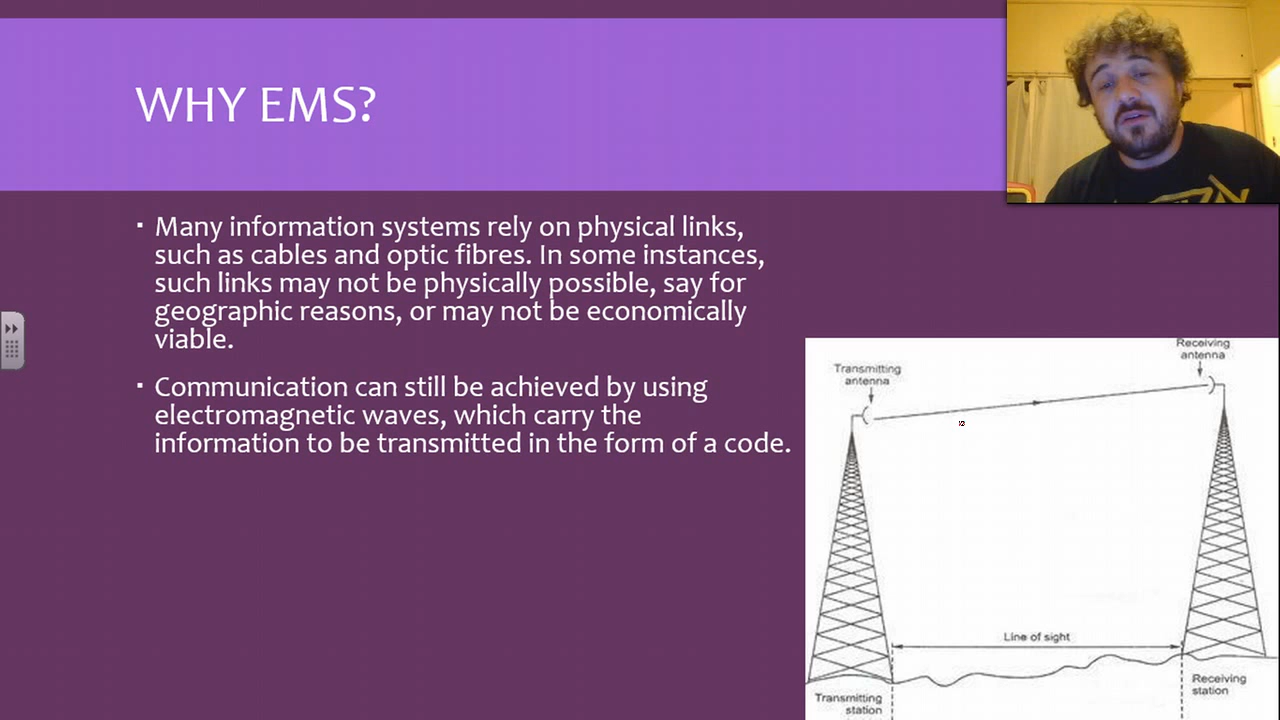 WHY EMS?
Many information systems rely on physical links,
such as cables and optic fibres. In some instances,
such links may not be physically possible, say for
geographic reasons, or may not be economically
viable.
Communication can still be achieved by using
electromagnetic waves, which carry the
information to be transmitted in the form of a code.
Receiving
antenna
Transmitting
antenna
Line of sight
Receiving
station
Transmitting
station